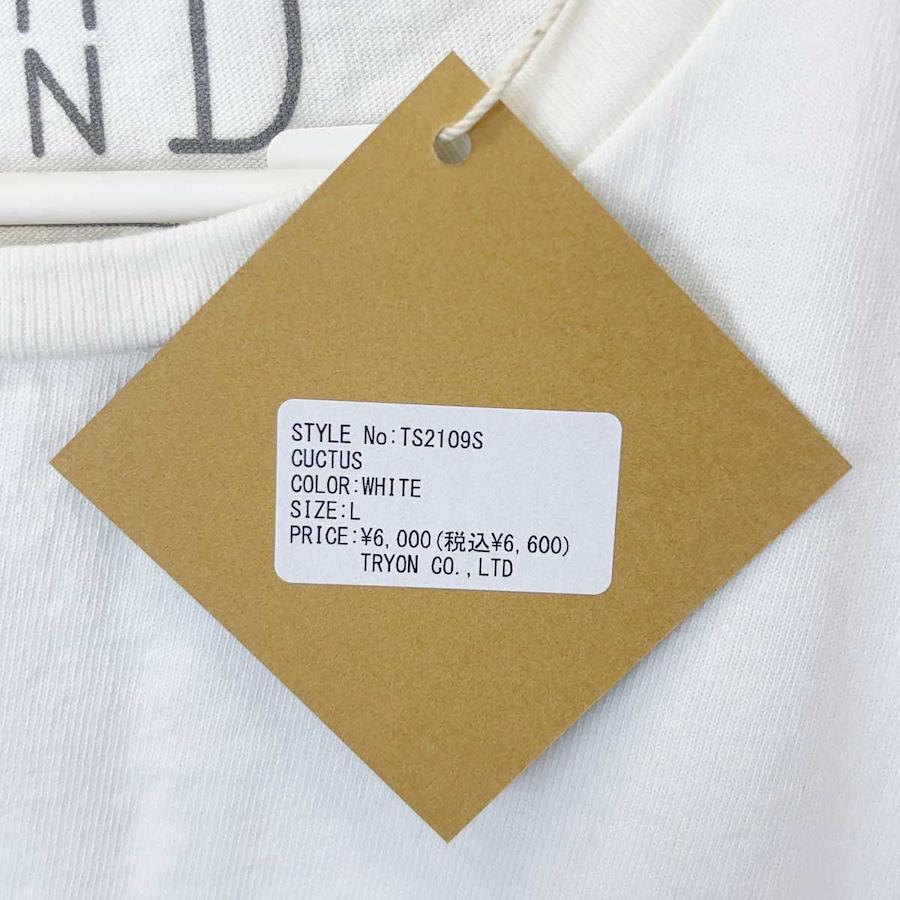 STYLE No:TS2109S
CUCTUS
COLOR:WHITE
SIZE:L
PRICE:¥6,000(税込¥6,600)
TRYON CO.,LTD